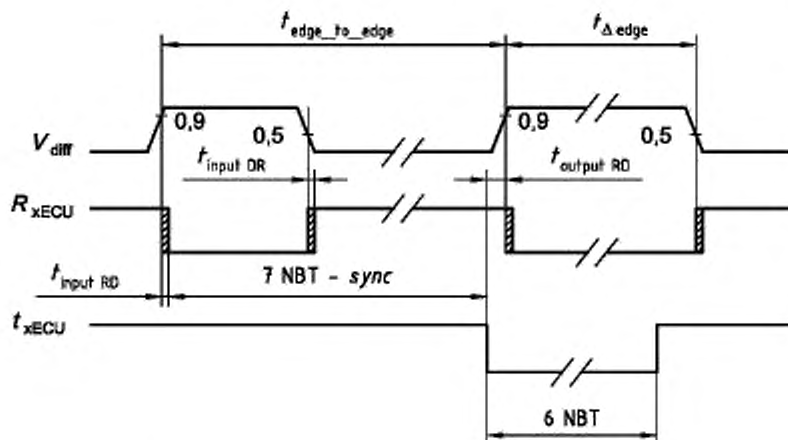 t edge_to_edge
t Δ edge
0,9
0,5
0,9
0,5
V diff
t input DR
t output RD
R xECU
t input RD
7 NBT - sync
t xECU
6 NBT